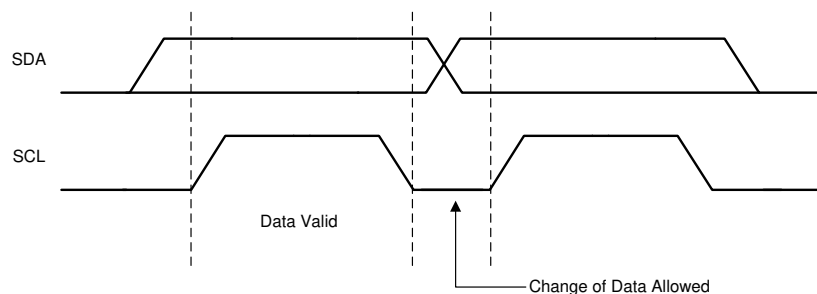 SDA
SCL
Data Valid
Change of Data Allowed